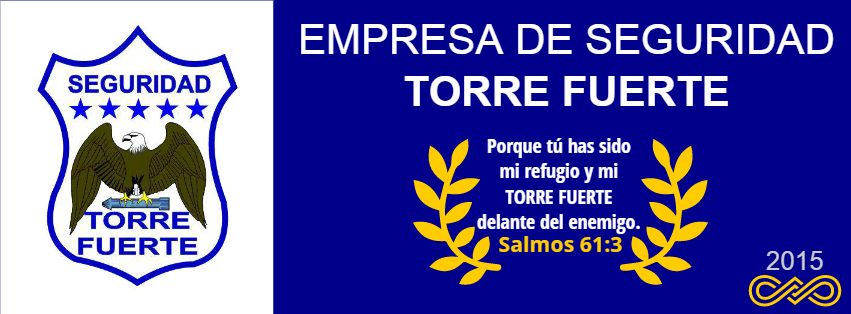 SEGURIDAD
TORRE
FUERTE
EMPRESA DE SEGURIDAD
TORRE FUERTE
Porque tú has sido
mi refugio y mi
TORRE FUERTE
delante del enemigo.
Salmos 61:3
2015